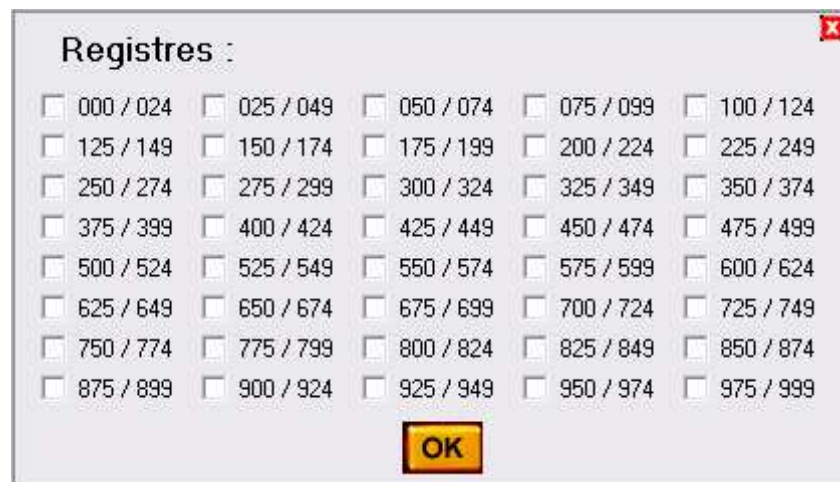 Registres :
000 / 024 025 / 049 050 / 074 075 / 099 100 / 124
125 / 149 150 / 174 175 / 199 200 / 224 225 / 249
250 / 274 275 / 299 300 / 324 325 / 349 350 / 374
375 / 399 400 / 424 425 / 449 450 / 474 475 / 499
500 / 524 525 / 549 550 / 574 575 / 599 600 / 624
625 / 649 650 / 674 675 / 699 700 / 724 725 / 749
750 / 774 775 / 799 800 / 824 825 / 849 850 / 874
875 / 899 900 / 924 925 / 949 950 / 974 975 / 999
OK